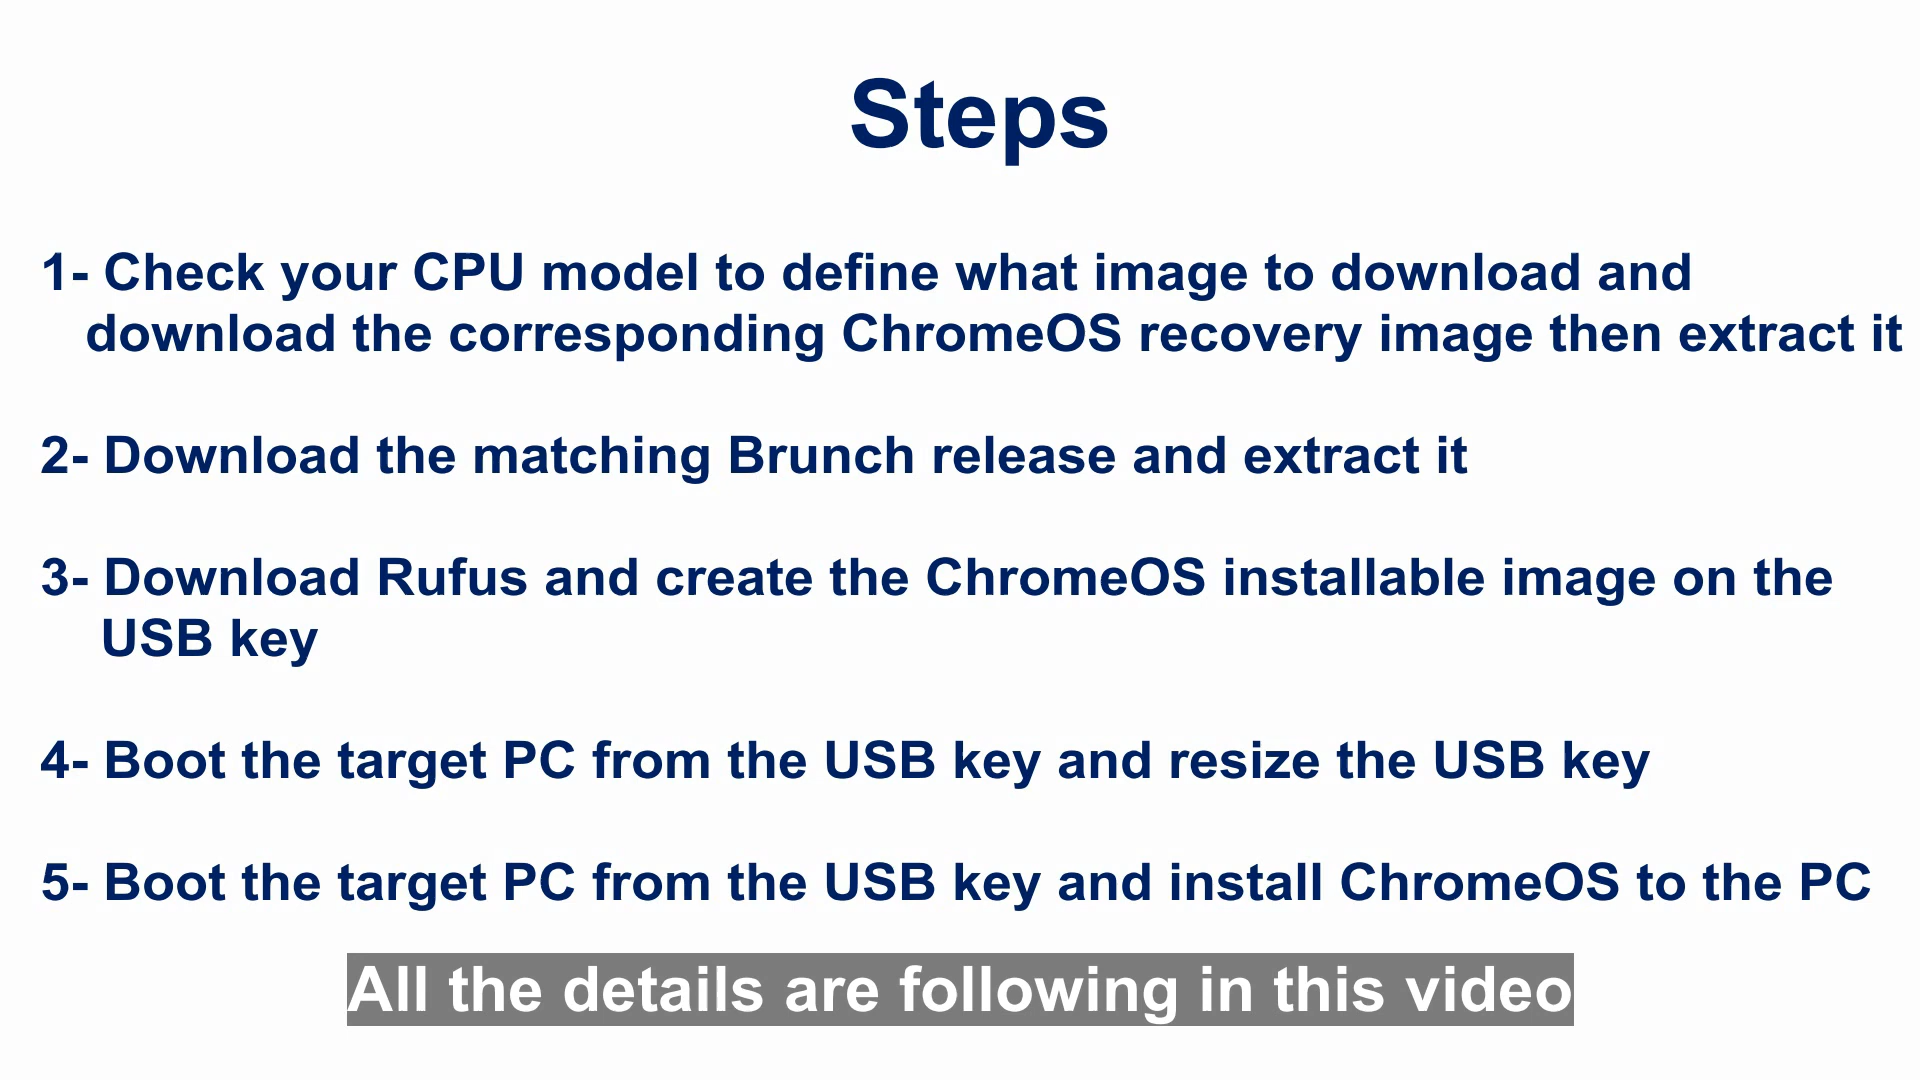 Steps
1- Check your CPU model to define what image to download and
download the corresponding ChromeOS recovery image then extract it
2- Download the matching Brunch release and extract it
3- Download Rufus and create the ChromeOS installable image on the
USB key
4- Boot the target PC from the USB key and resize the USB key
5- Boot the target PC from the USB key and install ChromeOS to the PC
All the details are following in this video